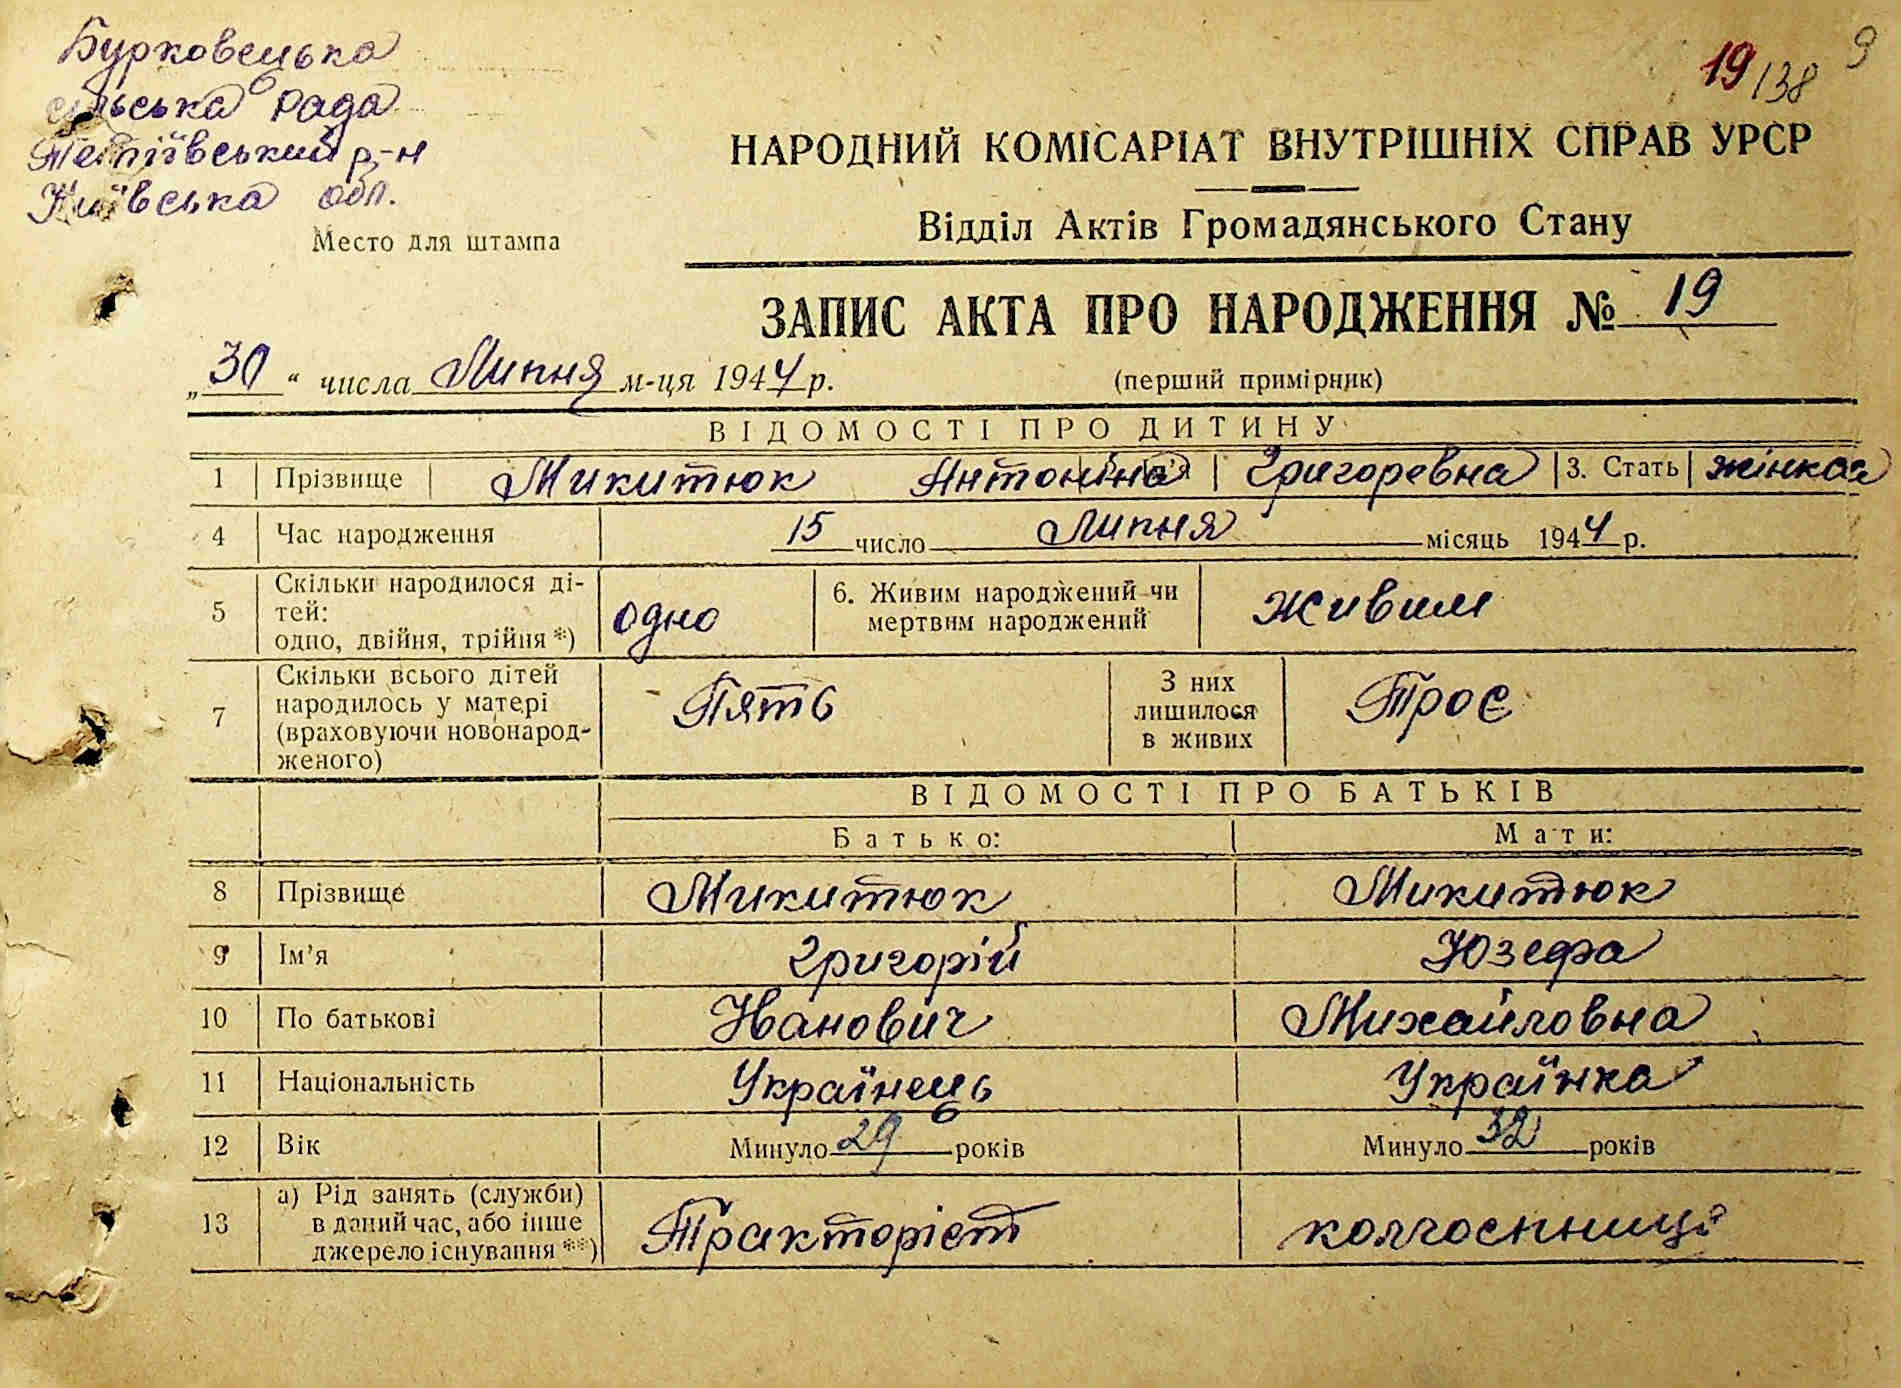 Бурковецька
сільська рада
Тетіївський р-н
Київська обл.
Место для штампа
19/138
9
НАРОДНИЙ КОМІСАРІАТ ВНУТРІШНІХ СПРАВ УРСР
Відділ Актів Громадянського Стану
ЗАПИС АКТА ПРО НАРОДЖЕННЯ № 19
„30“ числа Липня м-ця 1944 р. (перший примірник)
ВІДОМОСТІ ПРО ДИТИНУ
1 Прізвище Микитюк Антоніна Григоревна 3. Стать жінкая
4 Час народження 15 число Липня місяць 1944 р.
5 Скільки народилося ді-
тей:
одно, двійня, трійня *) одно 6. Живим народжений чи
мертвим народжений живим
7 Скільки всього дітей
народилось у матері
(враховуючи новонарод-
женого) Пять З них
лишилося
в живих Троє
ВІДОМОСТІ ПРО БАТЬКІВ
Батько: Мати:
8 Прізвище Микитюк Микитюк
9 Ім’я Григорій Юзефа
10 По батькові Иванович Михайловна
11 Національність Українець Українка
12 Вік Минуло 29 років Минуло 32 років
13 а) Рід занять (служби)
в даний час, або інше
джерело існування **) Тракторіст колгоспниця